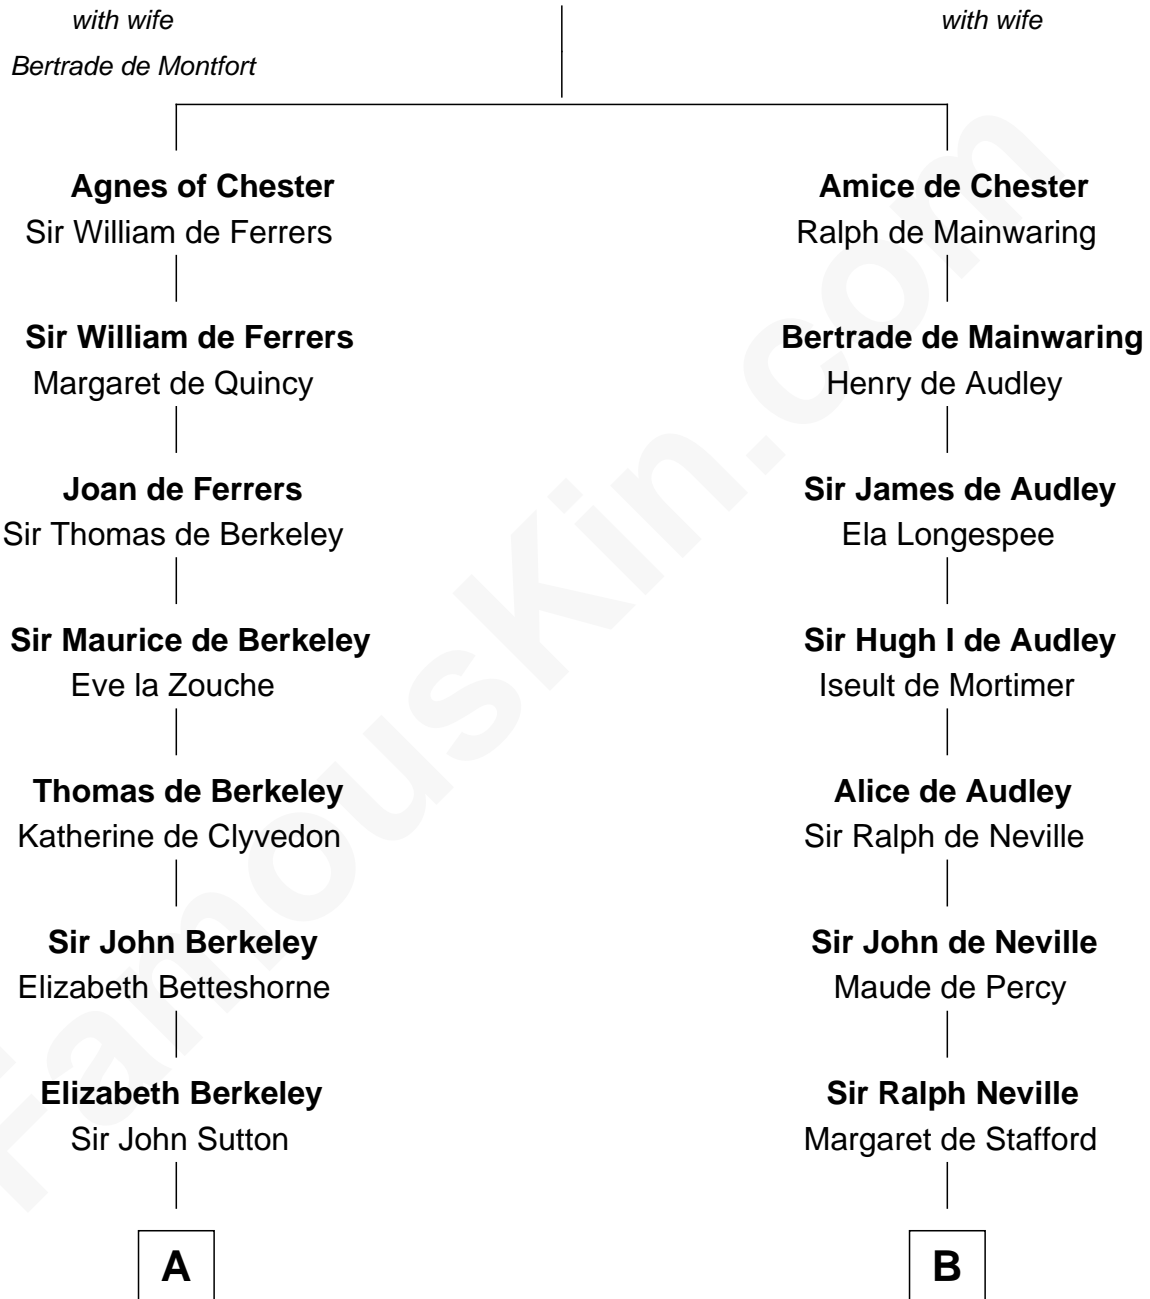 with wife
Bertrade de Montfort
with wife
Agnes of Chester
Sir William de Ferrers
Sir William de Ferrers
Margaret de Quincy
Joan de Ferrers
Sir Thomas de Berkeley
Sir Maurice de Berkeley
Eve la Zouche
Thomas de Berkeley
Katherine de Clyvedon
Sir John Berkeley
Elizabeth Betteshorne
Elizabeth Berkeley
Sir John Sutton
A
Amice de Chester
Ralph de Mainwaring
Bertrade de Mainwaring
Henry de Audley
Sir James de Audley
Ela Longespee
Sir Hugh I de Audley
Iseult de Mortimer
Alice de Audley
Sir Ralph de Neville
Sir John de Neville
Maude de Percy
Sir Ralph Neville
Margaret de Stafford
B
FamousKin.com